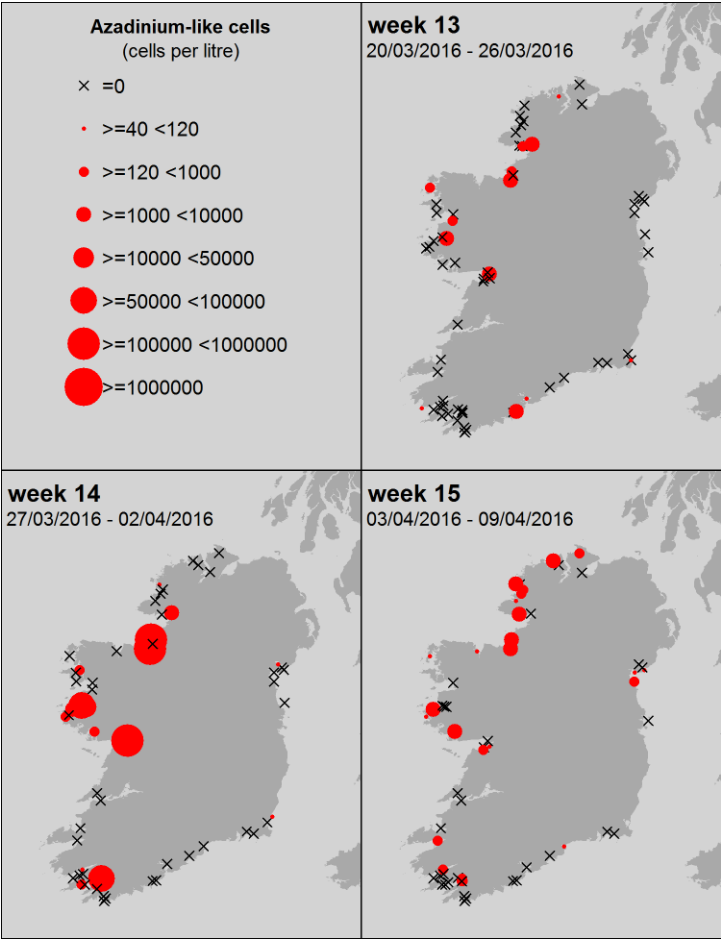 Azadinium-like cells
(cells per litre)
=0
>=40 <120
>=120 <1000
>=1000 <10000
>=10000 <50000
>=50000 <100000
>=100000 <1000000
>=1000000
week 13
20/03/2016 - 26/03/2016
week 14
27/03/2016 - 02/04/2016
week 15
03/04/2016 - 09/04/2016